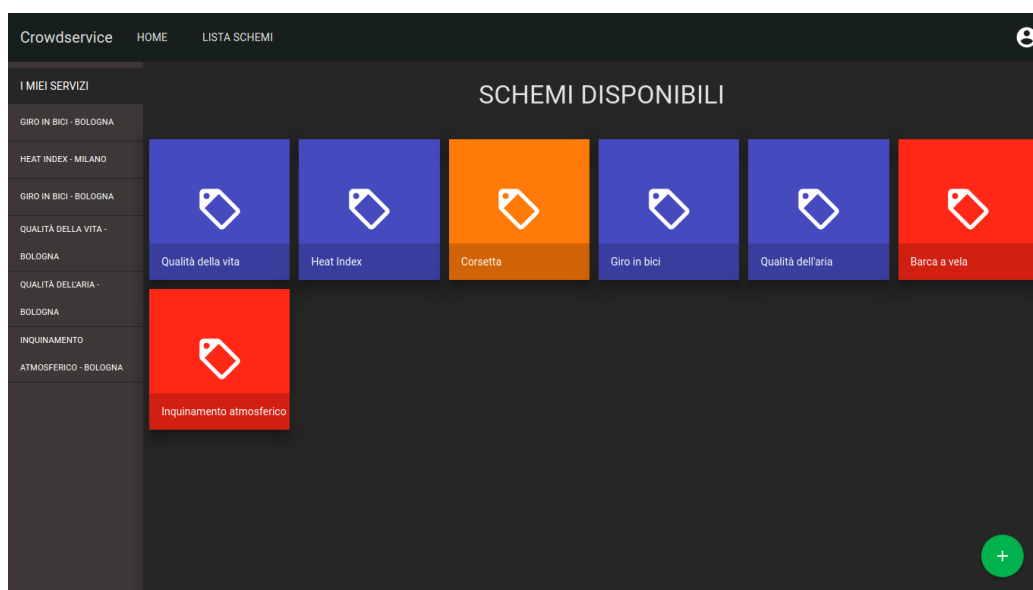 Crowdservice HOME LISTA SCHEMI
I MIEI SERVIZI
GIRO IN BICI - BOLOGNA
HEAT INDEX - MILANO
GIRO IN BICI - BOLOGNA
QUALITÀ DELLA VITA -
BOLOGNA
QUALITÀ DELL'ARIA -
BOLOGNA
INQUINAMENTO
ATMOSFERICO - BOLOGNA
SCHEMI DISPONIBILI
Qualità della vita
Heat Index
Corsetta
Giro in bici
Qualità dell'aria
Barca a vela
Inquinamento atmosferico